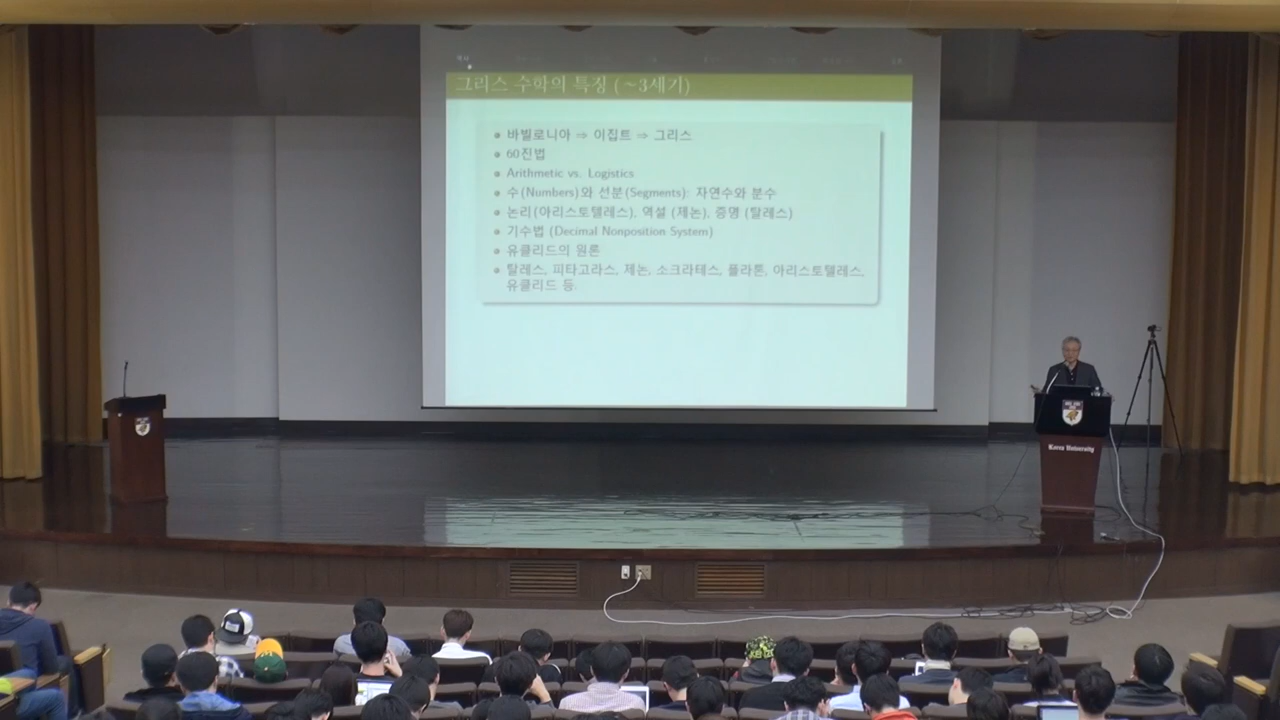 그리스 수학의 특징 (~3세기)
바빌로니아 ⇒ 이집트 ⇒ 그리스
60진법
Arithmetic vs. Logistics
수(Numbers)와 선분(Segments): 자연수와 분수
논리(아리스토텔레스), 역설 (제논), 증명 (탈레스)
기수법 (Decimal Nonposition System)
유클리드의 원론
탈레스, 피타고라스, 제논, 소크라테스, 플라톤, 아리스토텔레스,
유클리드 등.
Korea University